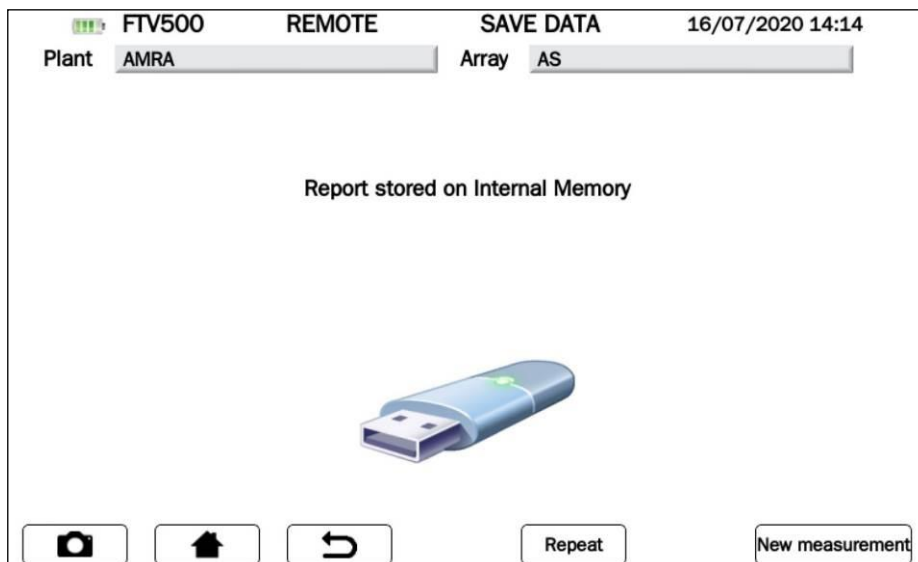 FTV500 REMOTE SAVE DATA 16/07/2020 14:14
Plant AMRA Array AS
Report stored on Internal Memory
Repeat New measurement